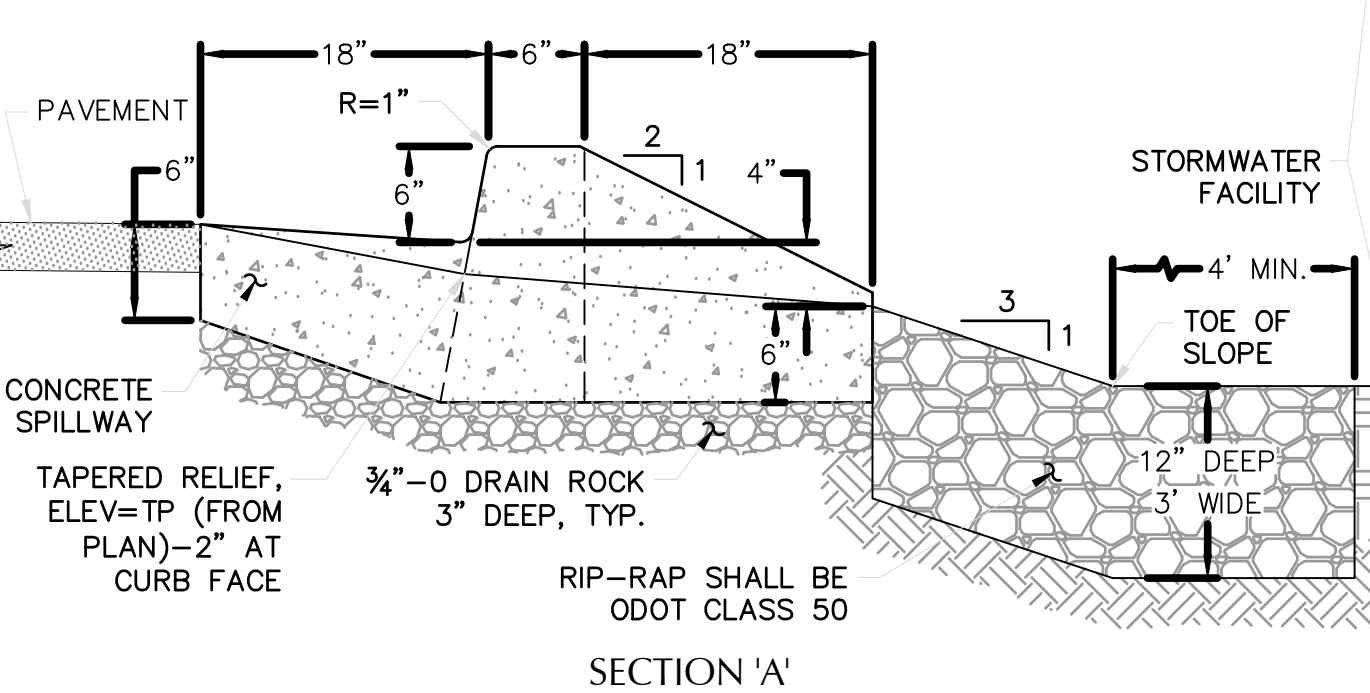 18”
6”
18”
PAVEMENT
R=1”
2
1
6”
6”
4”
STORMWATER
FACILITY
4’ MIN.
3
1
TOE OF
SLOPE
6”
CONCRETE
SPILLWAY
TAPERED RELIEF,
ELEV=TP (FROM
PLAN)–2” AT
CURB FACE
¾”–0 DRAIN ROCK
3” DEEP, TYP.
12” DEEP
3’ WIDE
RIP–RAP SHALL BE
ODOT CLASS 50
SECTION 'A'